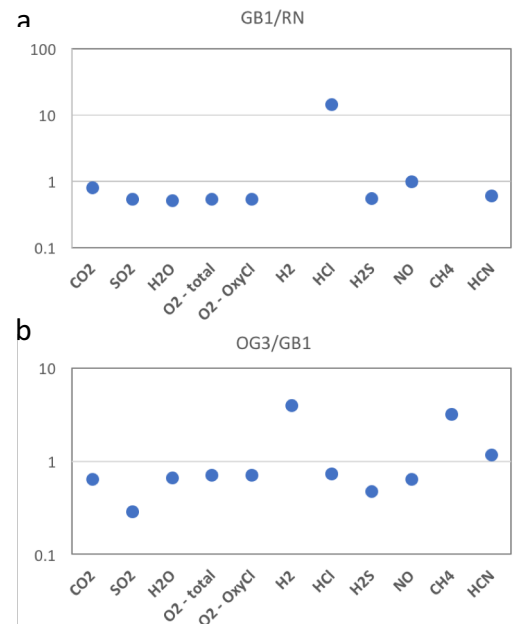 a
GB1/RN
100
10
1
0.1
CO2 SO2 H2O O2 - total O2 - OxyCl H2 HCl H2S NO CH4 HCN
b
OG3/GB1
10
1
0.1
CO2 SO2 H2O O2 - total O2 - OxyCl H2 HCl H2S NO CH4 HCN